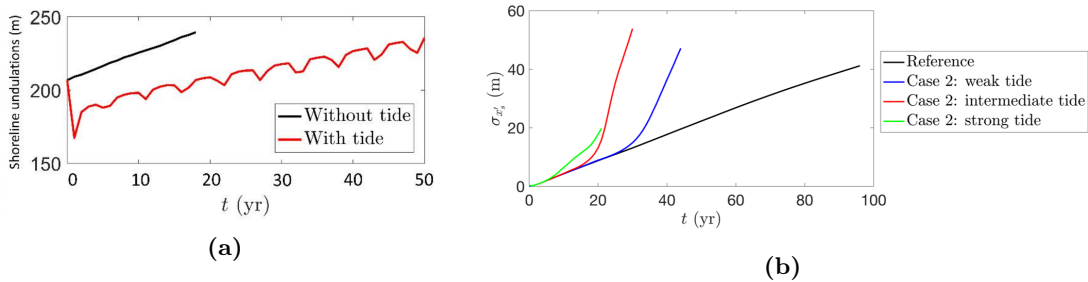 Shoreline undulations (m)
250
200
150
0
10
20
30
40
50
t (yr)
Without tide
With tide
(a)
σx's (m)
60
40
20
0
0
20
40
60
80
100
t (yr)
Reference
Case 2: weak tide
Case 2: intermediate tide
Case 2: strong tide
(b)